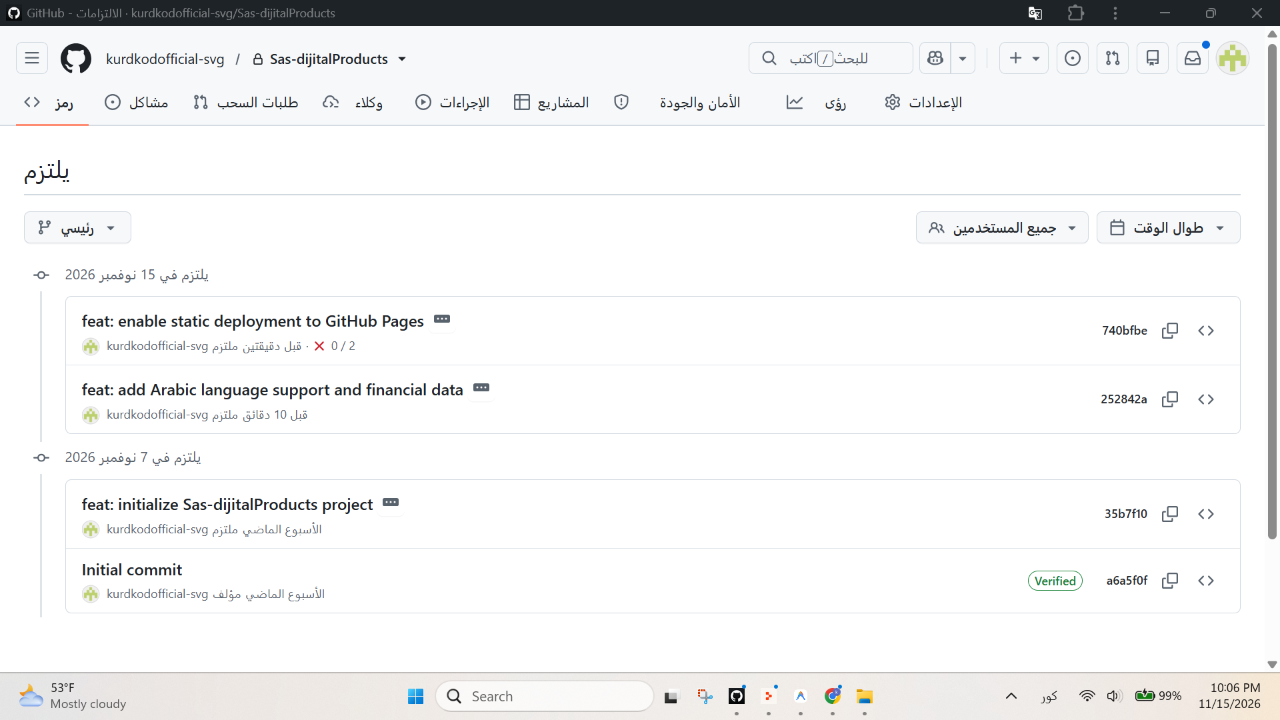 GitHub - الالتزامات · kurdkodofficial-svg/Sas-dijitalProducts
kurdkodofficial-svg / Sas-dijitalProducts
اكتب / للبحث
رمز
مشاكل
طلبات السحب
وكلاء
الإجراءات
المشاريع
الأمان والجودة
رؤى
الإعدادات
يلتزم
رئيسي
جميع المستخدمين
طوال الوقت
يلتزم في 15 نوفمبر 2026
feat: enable static deployment to GitHub Pages
740bfbe
kurdkodofficial-svg ملتزم قبل دقيقتين · 0 / 2
feat: add Arabic language support and financial data
252842a
kurdkodofficial-svg ملتزم قبل 10 دقائق
يلتزم في 7 نوفمبر 2026
feat: initialize Sas-dijitalProducts project
35b7f10
kurdkodofficial-svg ملتزم الأسبوع الماضي
Initial commit
Verified
a6a5f0f
kurdkodofficial-svg مؤلف الأسبوع الماضي
53°F
Mostly cloudy
Search
كور
99%
10:06 PM
11/15/2026